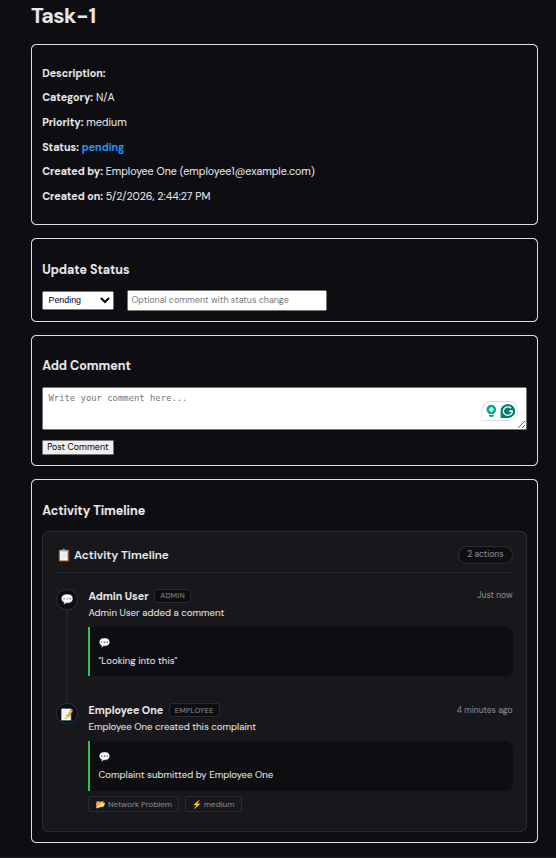 Task-1
Description:
Category: N/A
Priority: medium
Status: pending
Created by: Employee One (employee1@example.com)
Created on: 5/2/2026, 2:44:27 PM
Update Status
Pending
Optional comment with status change
Add Comment
Write your comment here...
Post Comment
Activity Timeline
📋 Activity Timeline
2 actions
Admin User ADMIN
Just now
Admin User added a comment
"Looking into this"
Employee One EMPLOYEE
4 minutes ago
Employee One created this complaint
Complaint submitted by Employee One
📂 Network Problem ⚡ medium